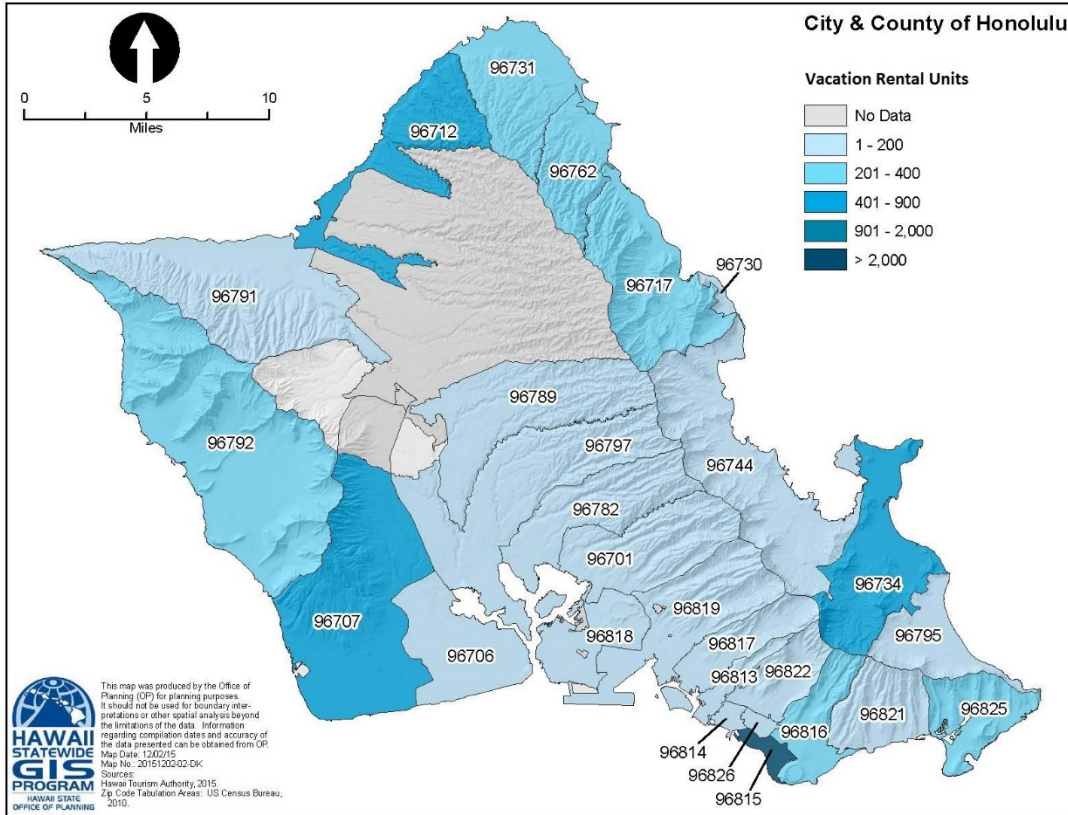 City & County of Honolulu
Vacation Rental Units
No Data
1 - 200
201 - 400
401 - 900
901 - 2,000
> 2,000
0 5 10
Miles
96731
96712
96762
96730
96717
96791
96789
96792
96797
96744
96782
96701
96734
96707
96819
96818
96795
96706
96817
96822
96813
96825
96821
96816
96814
96826
96815
HAWAII
STATEWIDE
GIS
PROGRAM
HAWAII STATE
OFFICE OF PLANNING
This map was produced by the Office of
Planning (OP) for planning purposes.
It should not be used for boundary inter-
pretations or other spatial analysis beyond
the limitations of the data. Information
regarding compilation dates and accuracy of
the data presented can be obtained from OP.
Map Date: 12/02/15
Map No.: 20151202-02-DK
Sources:
Hawaii Tourism Authority, 2015.
Zip Code Tabulation Areas: US Census Bureau,
2010.